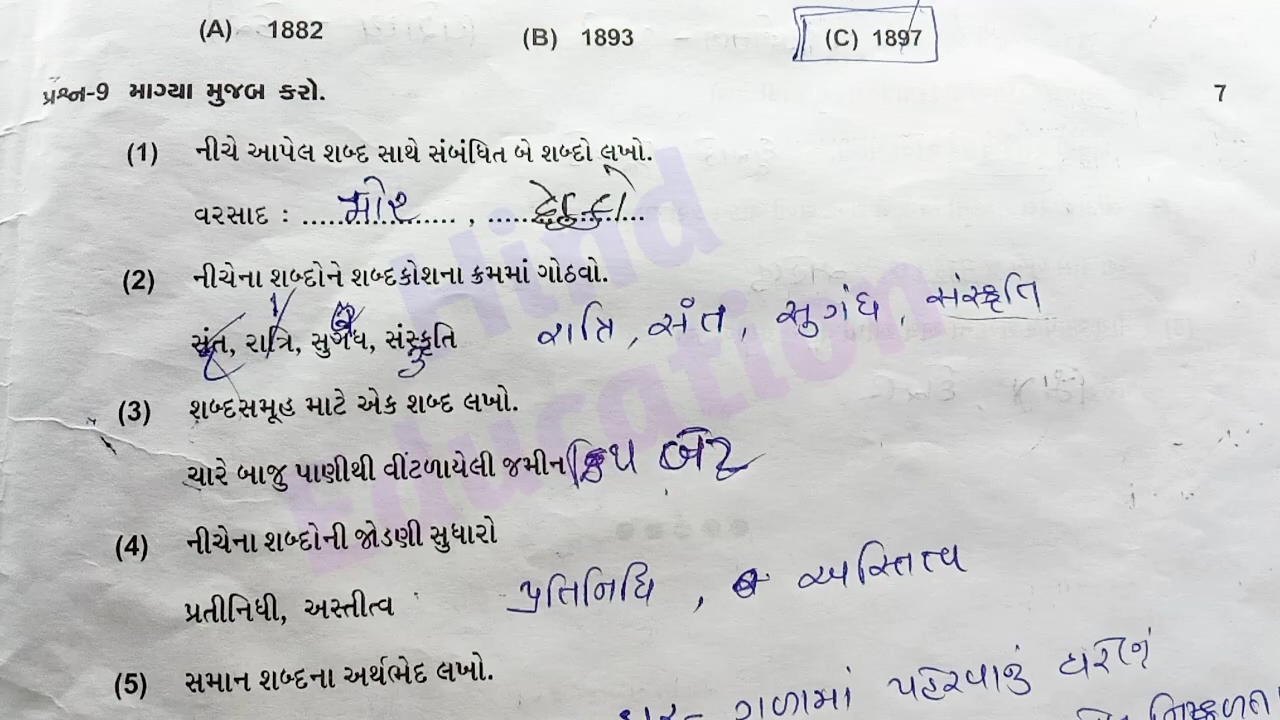 (A) 1882 (B) 1893 (C) 1897
પ્રશ્ન-9 માગ્યા મુજબ કરો. 7
(1) નીચે આપેલ શબ્દ સાથે સંબંધિત બે શબ્દો લખો.
વરસાદ : મોર ,
(2) નીચેના શબ્દોને શબ્દકોશના ક્રમમાં ગોઠવો.
સંત, રાત્રિ, સુગંધ, સંસ્કૃતિ રાત્રિ, સંત, સુગંધ, સંસ્કૃતિ
(3) શબ્દસમૂહ માટે એક શબ્દ લખો.
ચારે બાજુ પાણીથી વીંટળાયેલી જમીન બેટ
(4) નીચેના શબ્દોની જોડણી સુધારો
પ્રતીનિધી, અસ્તીત્વ પ્રતિનિધિ, અસ્તિત્વ
(5) સમાન શબ્દના અર્થભેદ લખો.
ગળામાં પહેરવાનું
Hind
Education